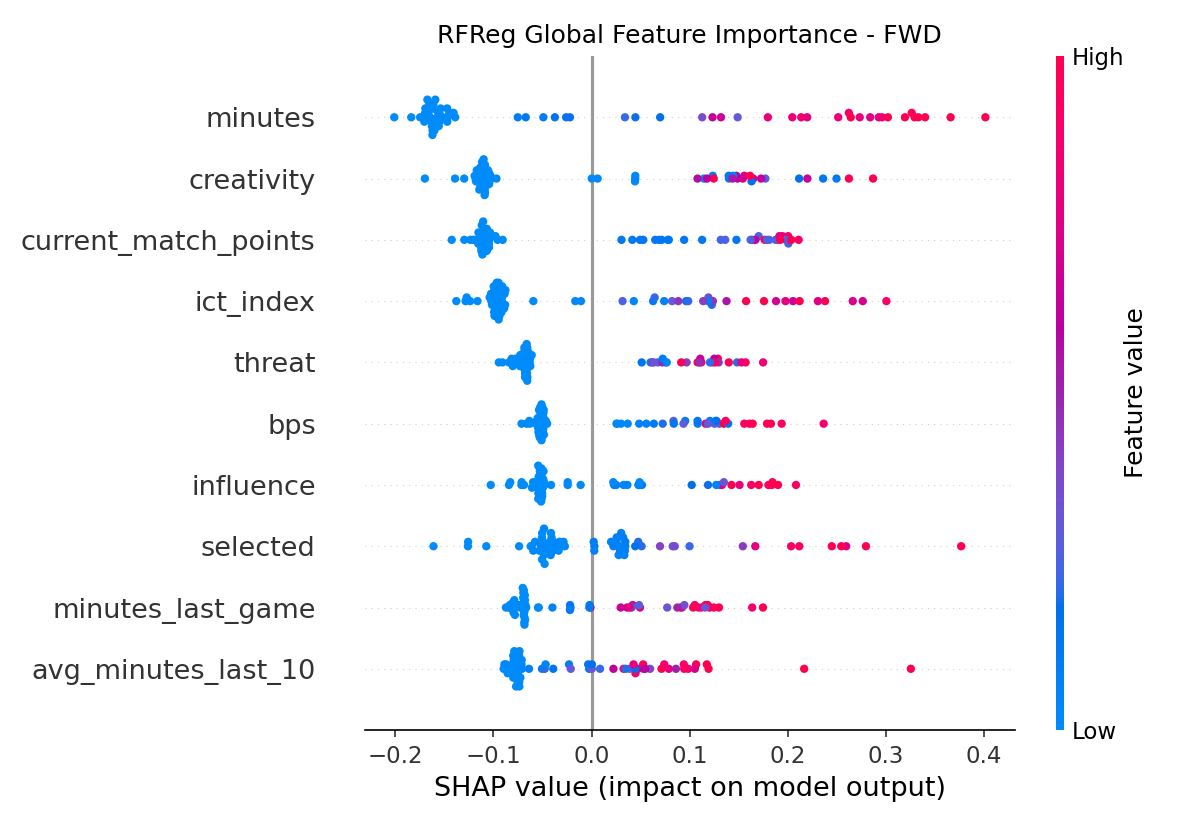 RFReg Global Feature Importance - FWD
High
minutes
creativity
current_match_points
ict_index
threat
bps
influence
selected
minutes_last_game
avg_minutes_last_10
Feature value
Low
−0.2 −0.1 0.0 0.1 0.2 0.3 0.4
SHAP value (impact on model output)